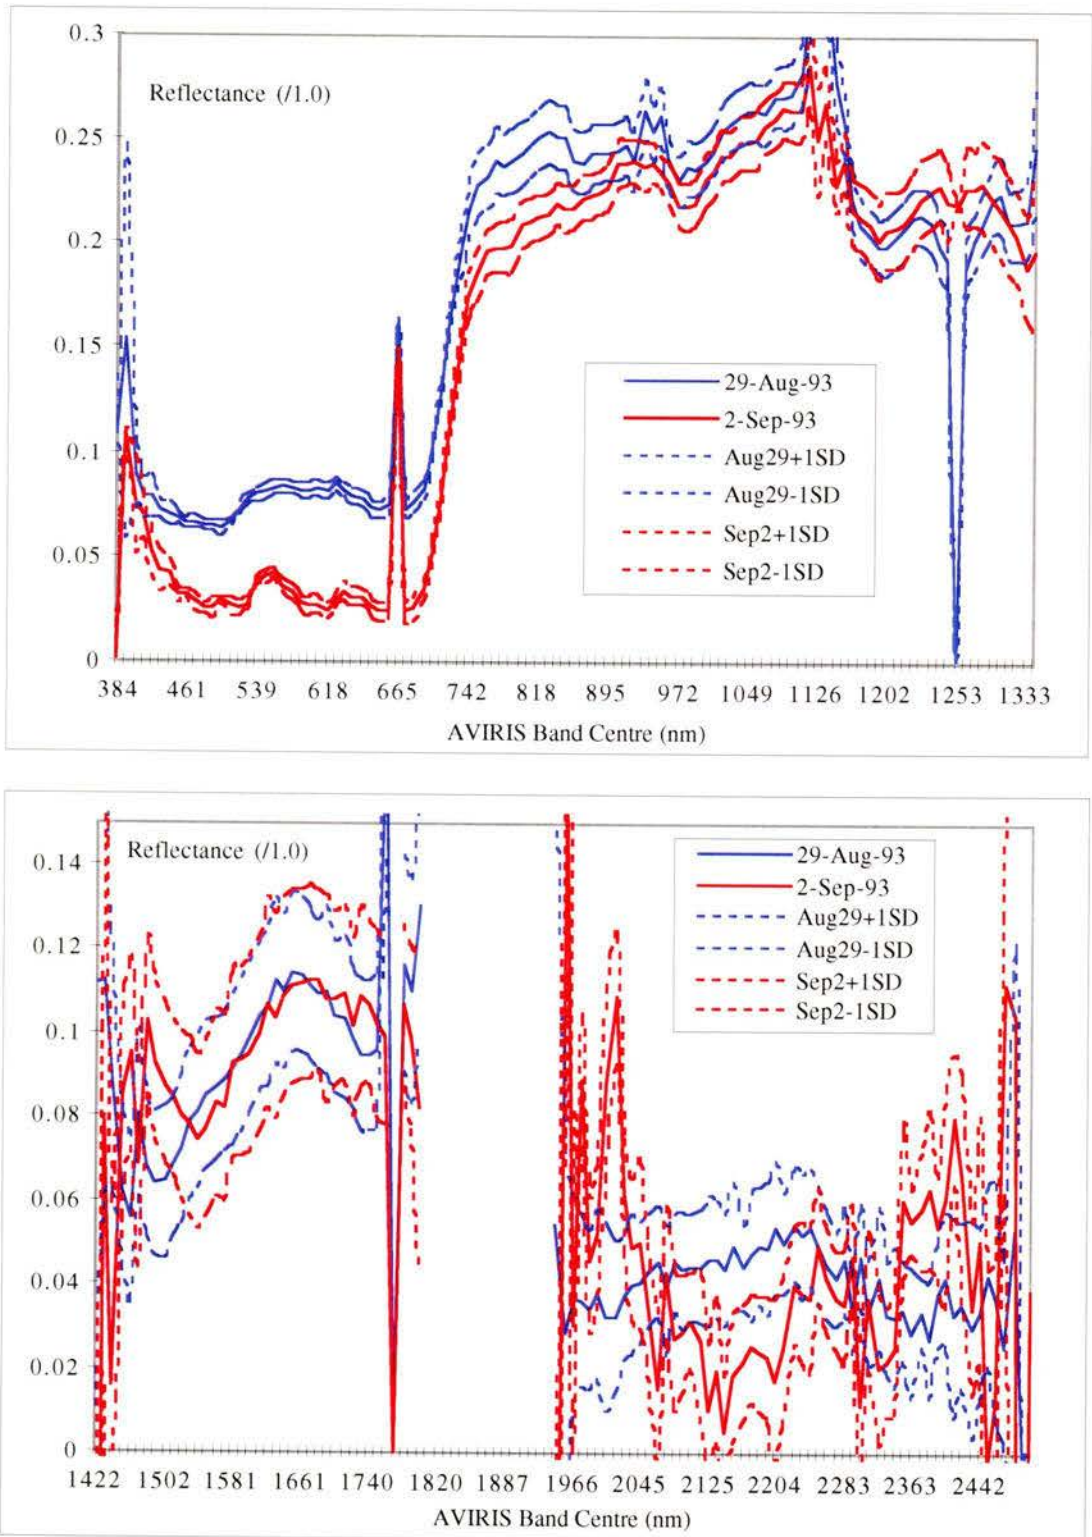 0.3
Reflectance (/1.0)
0.25
0.2
0.15
0.1
0.05
0
29-Aug-93
2-Sep-93
Aug29+1SD
Aug29-1SD
Sep2+1SD
Sep2-1SD
384 461 539 618 665 742 818 895 972 1049 1126 1202 1253 1333
AVIRIS Band Centre (nm)
0.14
Reflectance (/1.0)
0.12
0.1
0.08
0.06
0.04
0.02
0
29-Aug-93
2-Sep-93
Aug29+1SD
Aug29-1SD
Sep2+1SD
Sep2-1SD
1422 1502 1581 1661 1740 1820 1887 1966 2045 2125 2204 2283 2363 2442
AVIRIS Band Centre (nm)